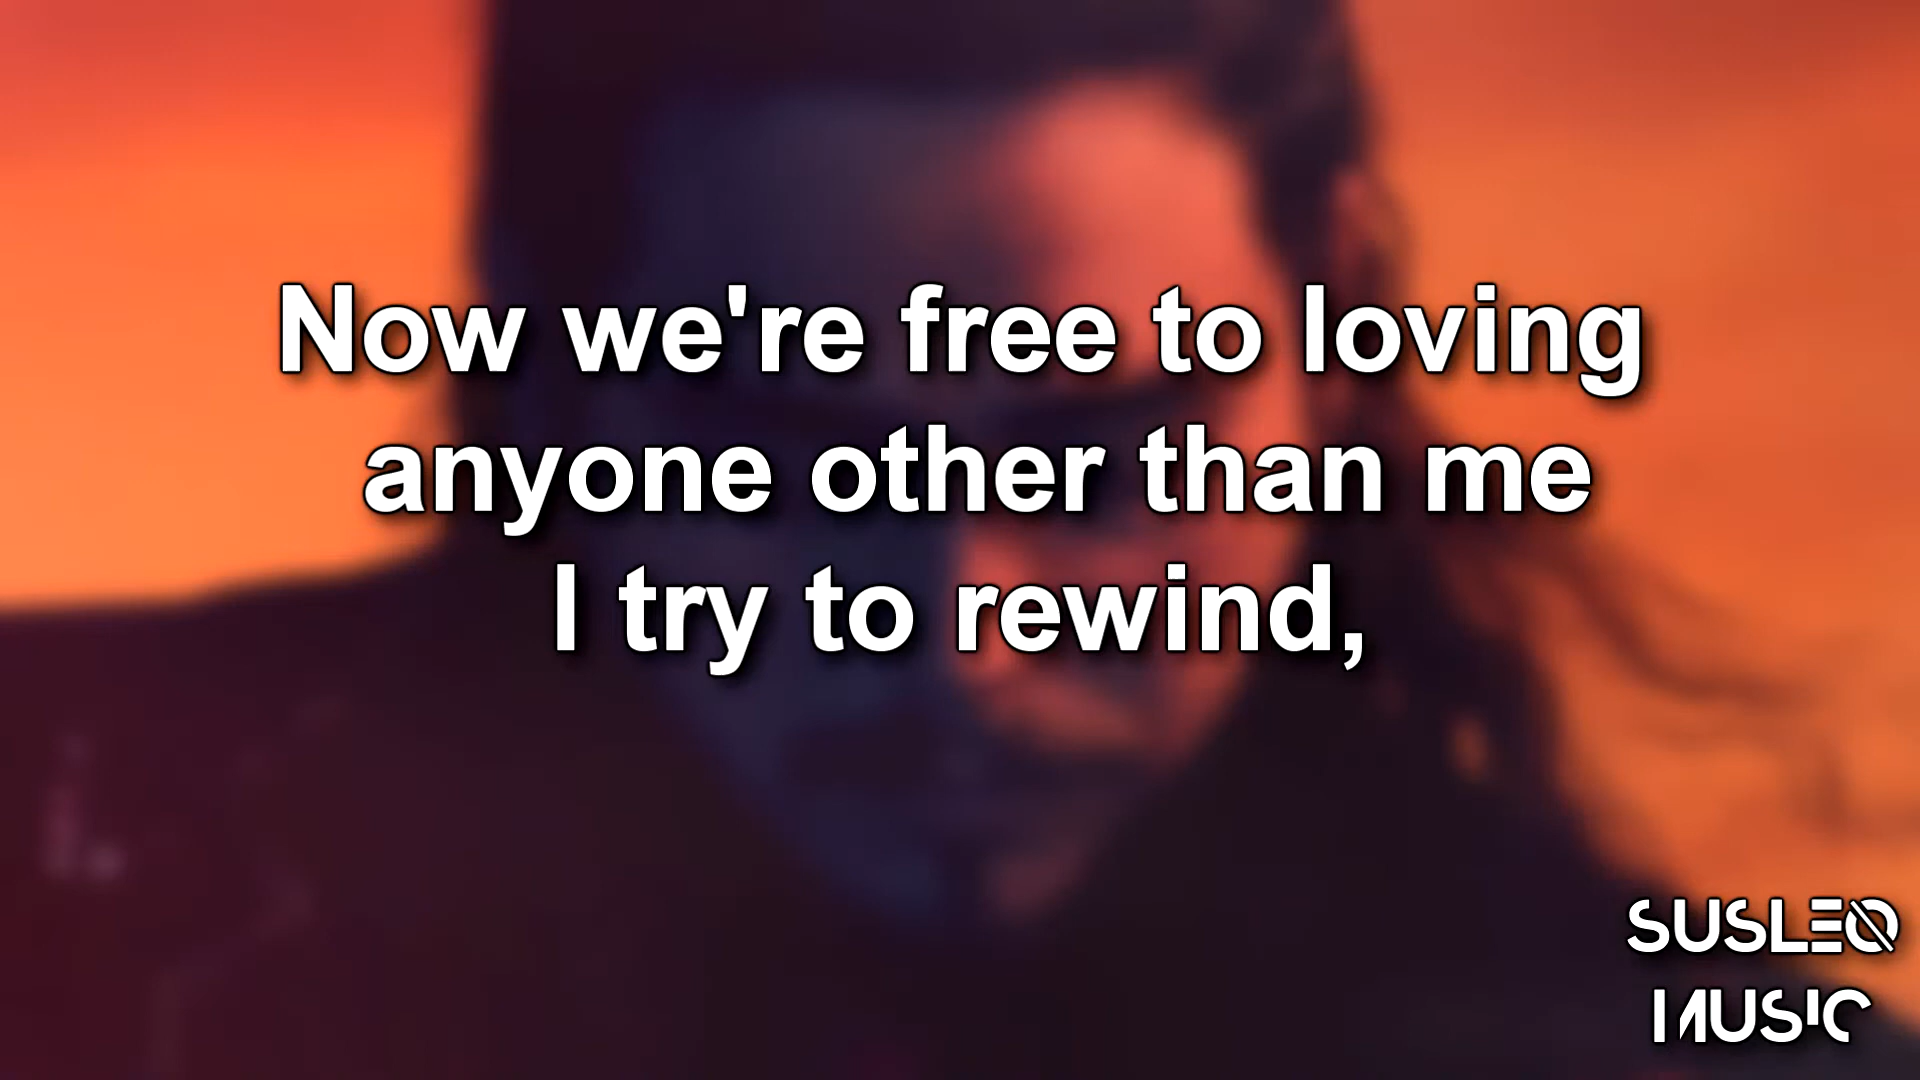 Now we're free to loving
anyone other than me
I try to rewind,
SUSLEO
MUSIC